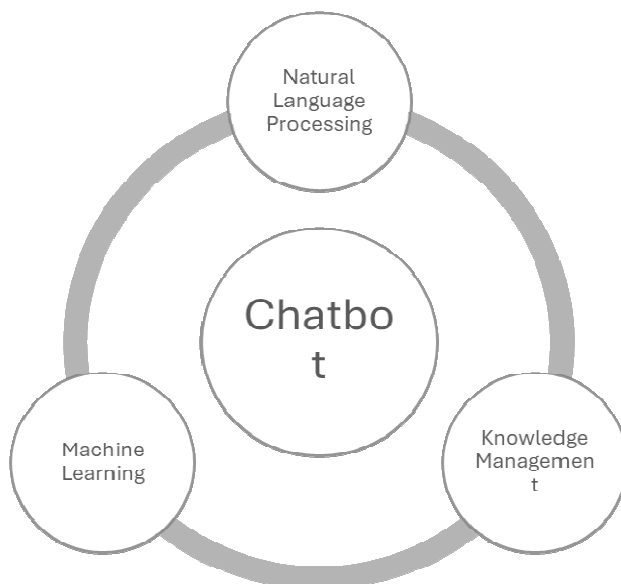 Natural
Language
Processing
Chatbo
t
Machine
Learning
Knowledge
Managemen
t